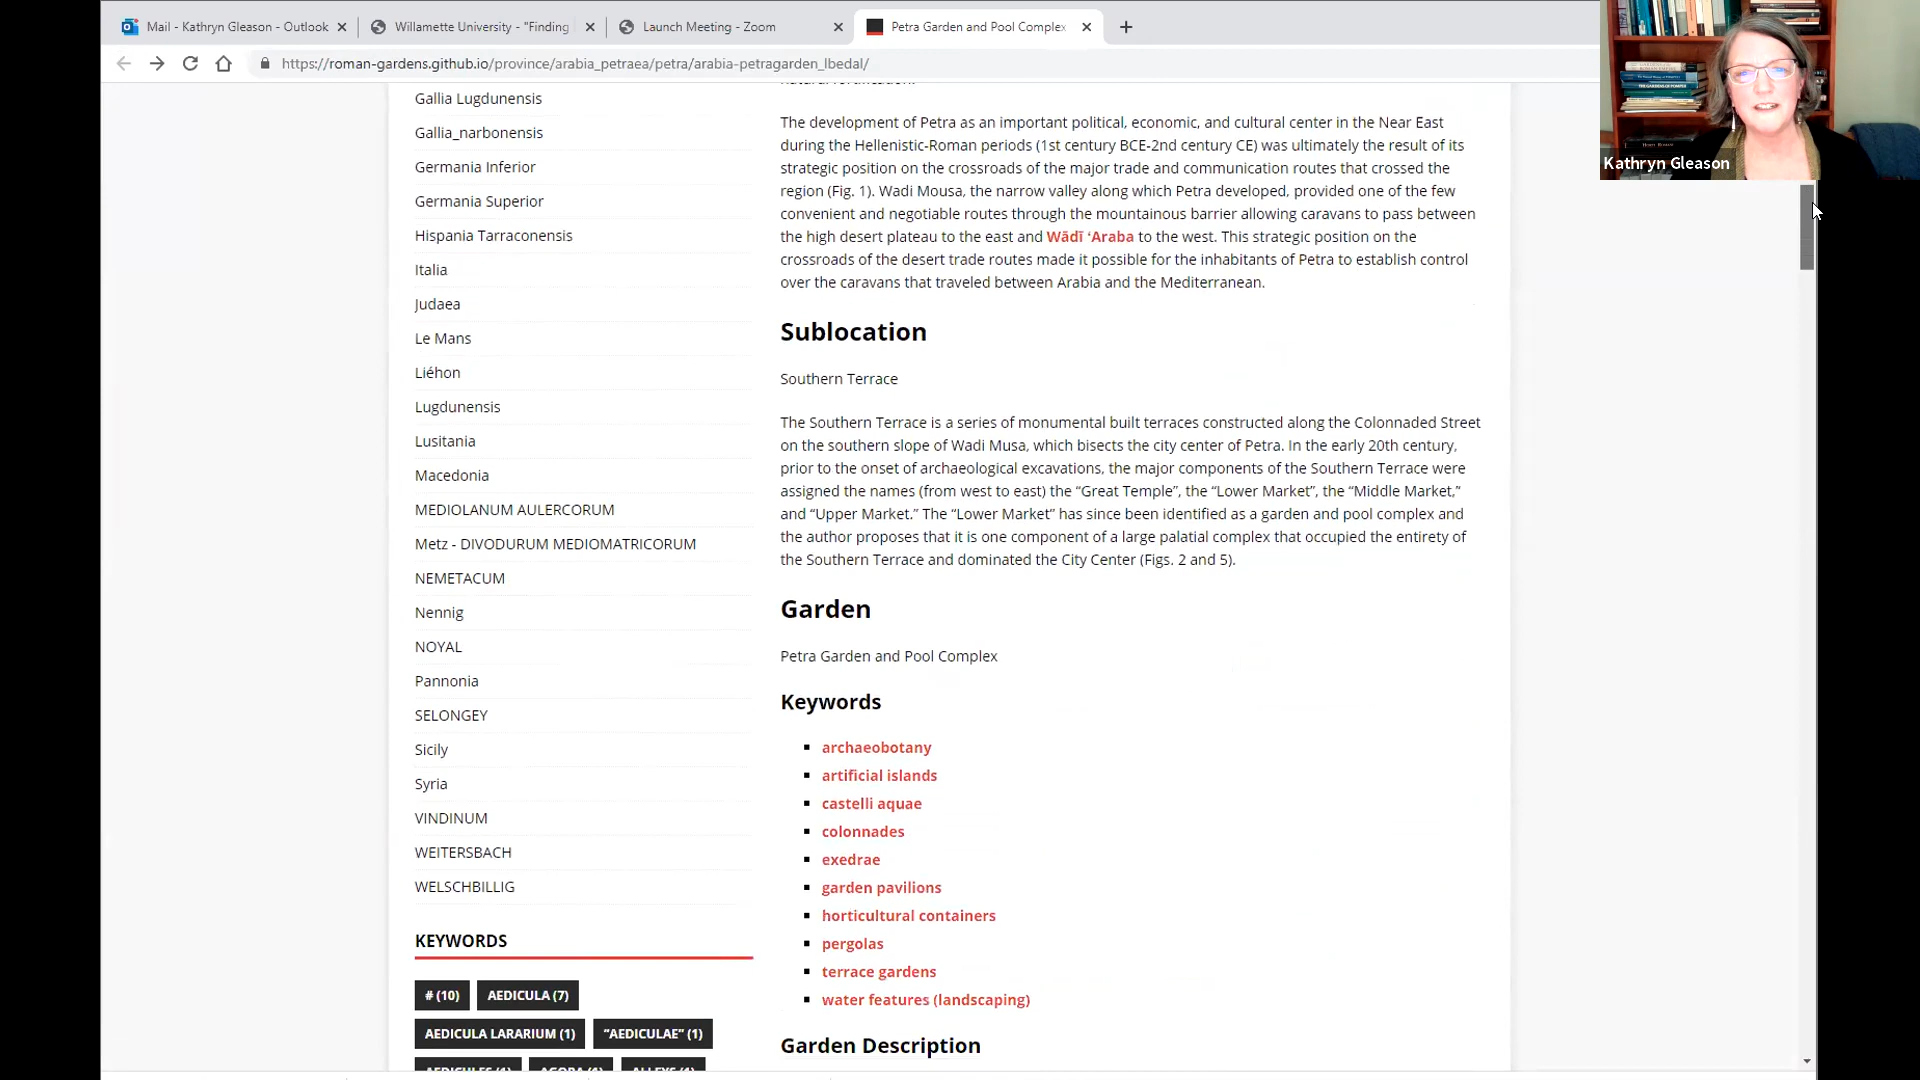 Mail - Kathryn Gleason - Outlook
Willamette University - "Finding
Launch Meeting - Zoom
Petra Garden and Pool Complex
https://roman-gardens.github.io/province/arabia_petraea/petra/arabia-petragarden_lbedal/
Kathryn Gleason
Gallia Lugdunensis
Gallia_narbonensis
Germania Inferior
Germania Superior
Hispania Tarraconensis
Italia
Judaea
Le Mans
Liéhon
Lugdunensis
Lusitania
Macedonia
MEDIOLANUM AULERCORUM
Metz - DIVODURUM MEDIOMATRICORUM
NEMETACUM
Nennig
NOYAL
Pannonia
SELONGEY
Sicily
Syria
VINDINUM
WEITERSBACH
WELSCHBILLIG
KEYWORDS
# (10) AEDICULA (7)
AEDICULA LARARIUM (1) "AEDICULAE" (1)
AEDICULES (1) AGORA (1) ALLEYS (1)
The development of Petra as an important political, economic, and cultural center in the Near East
during the Hellenistic-Roman periods (1st century BCE-2nd century CE) was ultimately the result of its
strategic position on the crossroads of the major trade and communication routes that crossed the
region (Fig. 1). Wadi Mousa, the narrow valley along which Petra developed, provided one of the few
convenient and negotiable routes through the mountainous barrier allowing caravans to pass between
the high desert plateau to the east and Wādī ‘Araba to the west. This strategic position on the
crossroads of the desert trade routes made it possible for the inhabitants of Petra to establish control
over the caravans that traveled between Arabia and the Mediterranean.
Sublocation
Southern Terrace
The Southern Terrace is a series of monumental built terraces constructed along the Colonnaded Street
on the southern slope of Wadi Musa, which bisects the city center of Petra. In the early 20th century,
prior to the onset of archaeological excavations, the major components of the Southern Terrace were
assigned the names (from west to east) the “Great Temple”, the “Lower Market”, the “Middle Market,”
and “Upper Market.” The “Lower Market” has since been identified as a garden and pool complex and
the author proposes that it is one component of a large palatial complex that occupied the entirety of
the Southern Terrace and dominated the City Center (Figs. 2 and 5).
Garden
Petra Garden and Pool Complex
Keywords
archaeobotany
artificial islands
castelli aquae
colonnades
exedrae
garden pavilions
horticultural containers
pergolas
terrace gardens
water features (landscaping)
Garden Description